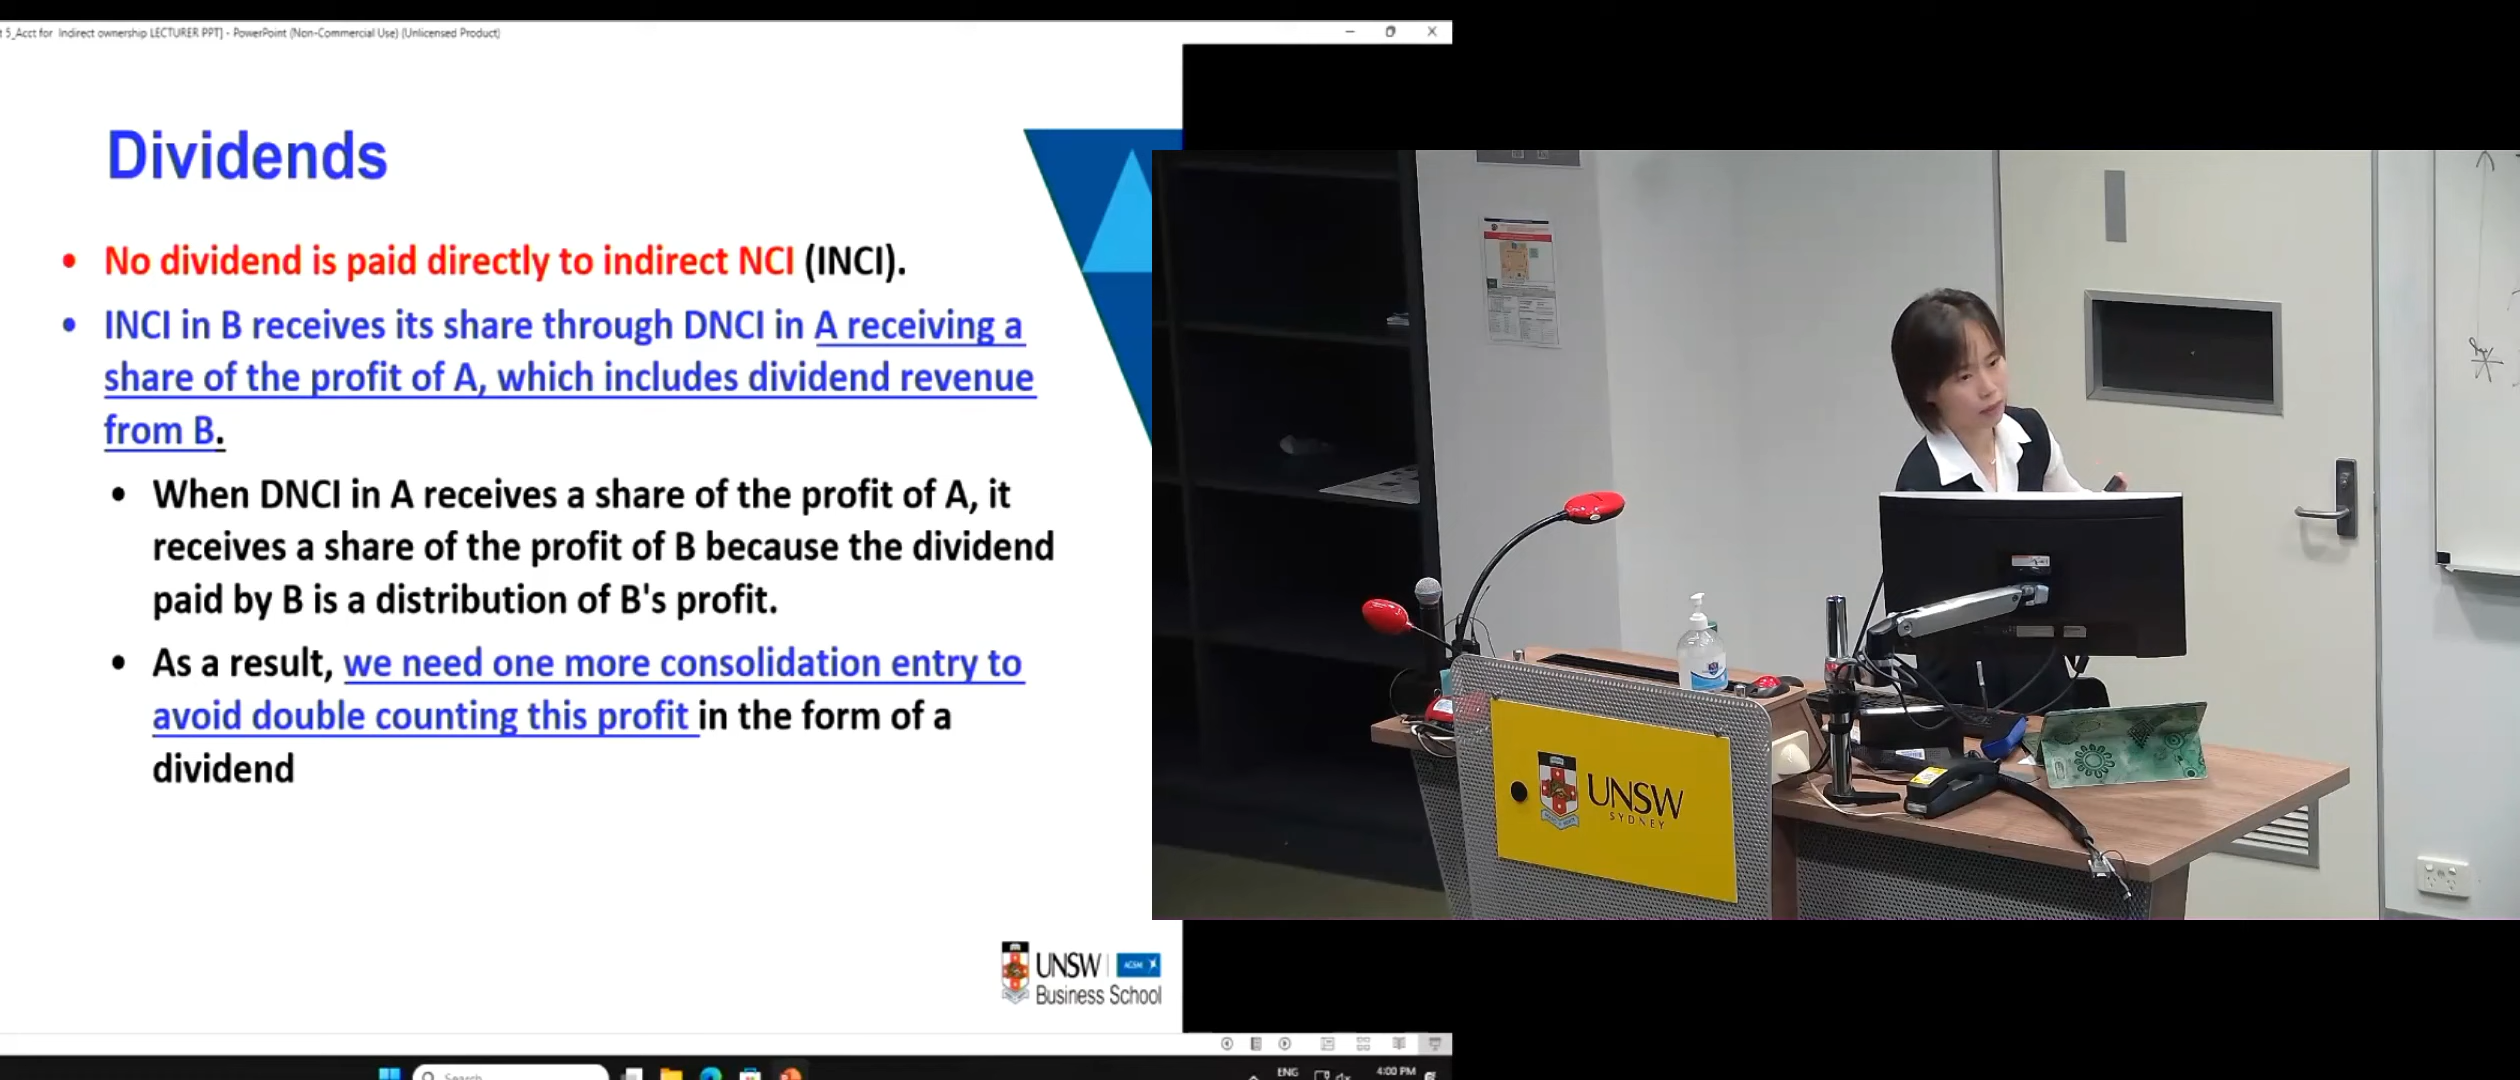 t 5_Acct for Indirect ownership LECTURER PPT] - PowerPoint (Non-Commercial Use) (Unlicensed Product)
Dividends
• No dividend is paid directly to indirect NCI (INCI).
• INCI in B receives its share through DNCI in A receiving a
share of the profit of A, which includes dividend revenue
from B.
• When DNCI in A receives a share of the profit of A, it
receives a share of the profit of B because the dividend
paid by B is a distribution of B's profit.
• As a result, we need one more consolidation entry to
avoid double counting this profit in the form of a
dividend
UNSW
AGSM
Business School
Search
ENG
4:00 PM
UNSW
SYDNEY